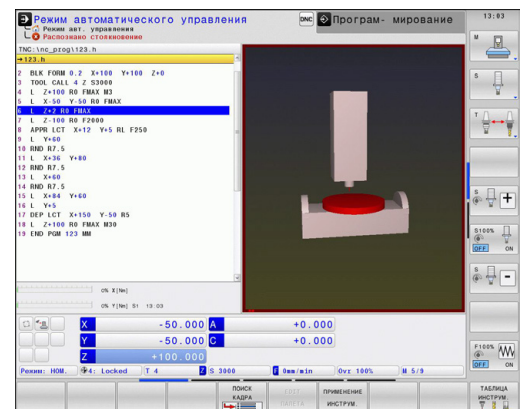 Режим автоматического управления
DNC
Програм- мирование
13:03
Режим авт. управления
Распознано столкновение
TNC:\nc_prog\123.h
→123.h
2 BLK FORM 0.2 X+100 Y+100 Z+0
3 TOOL CALL 4 Z S3000
4 L Z+100 R0 FMAX M3
5 L X-50 Y-50 R0 FMAX
6 L Z+2 R0 FMAX
7 L Z-100 R0 F2000
8 APPR LCT X+12 Y+5 RL F250
9 L Y+60
10 RND R7.5
11 L X+36 Y+80
12 RND R7.5
13 L X+60
14 RND R7.5
15 L X+84 Y+60
16 L Y+5
17 DEP LCT X+150 Y-50 R5
18 L Z+100 R0 FMAX M30
19 END PGM 123 MM
0% X[Nm]
0% Y[Nm] S1 13:03
X -50.000 A +0.000
Y -50.000 C +0.000
Z +100.000
Режим: НОМ. 4: Locked T 4 Z S 3000 F 0mm/min Ovr 100% M 5/9
M
S
T
S
S100%
OFF ON
S
F100%
OFF ON
ПОИСК КАДРА
ПРИМЕНЕНИЕ ИНСТРУМ.
ТАБЛИЦА ИНСТРУМ.